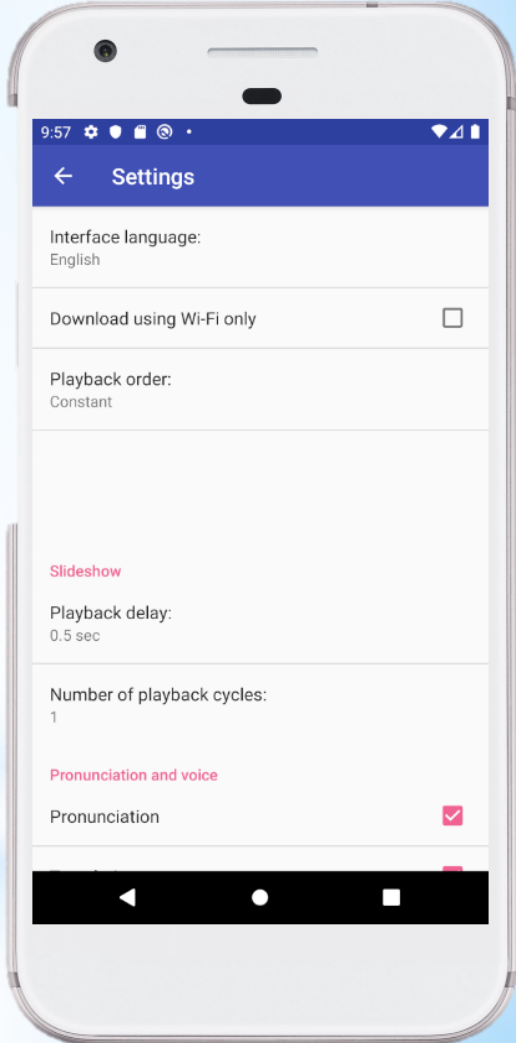 9:57
Settings
Interface language:
English
Download using Wi-Fi only
Playback order:
Constant
Slideshow
Playback delay:
0.5 sec
Number of playback cycles:
1
Pronunciation and voice
Pronunciation